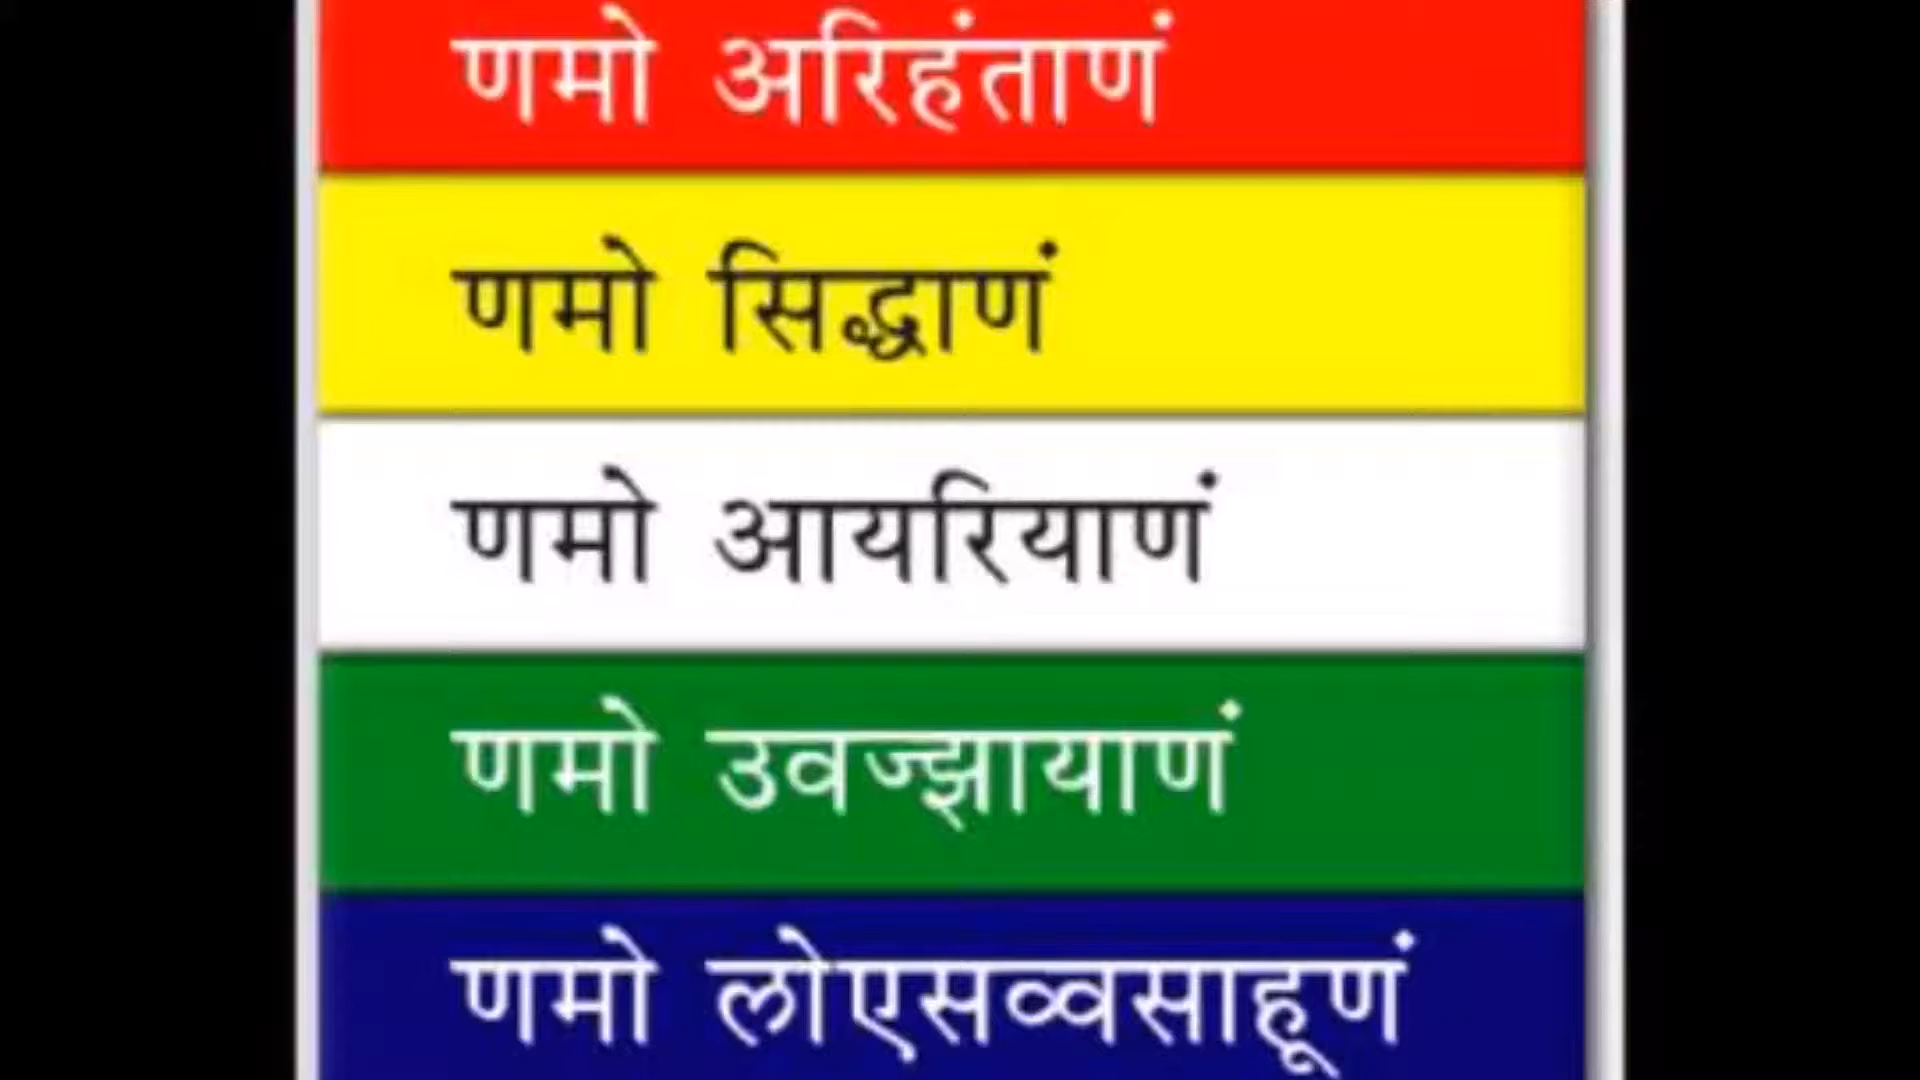 णमो अरिहंताणं
णमो सिद्धाणं
णमो आयरियाणं
णमो उवज्झायाणं
णमो लोएसव्वसाहूणं